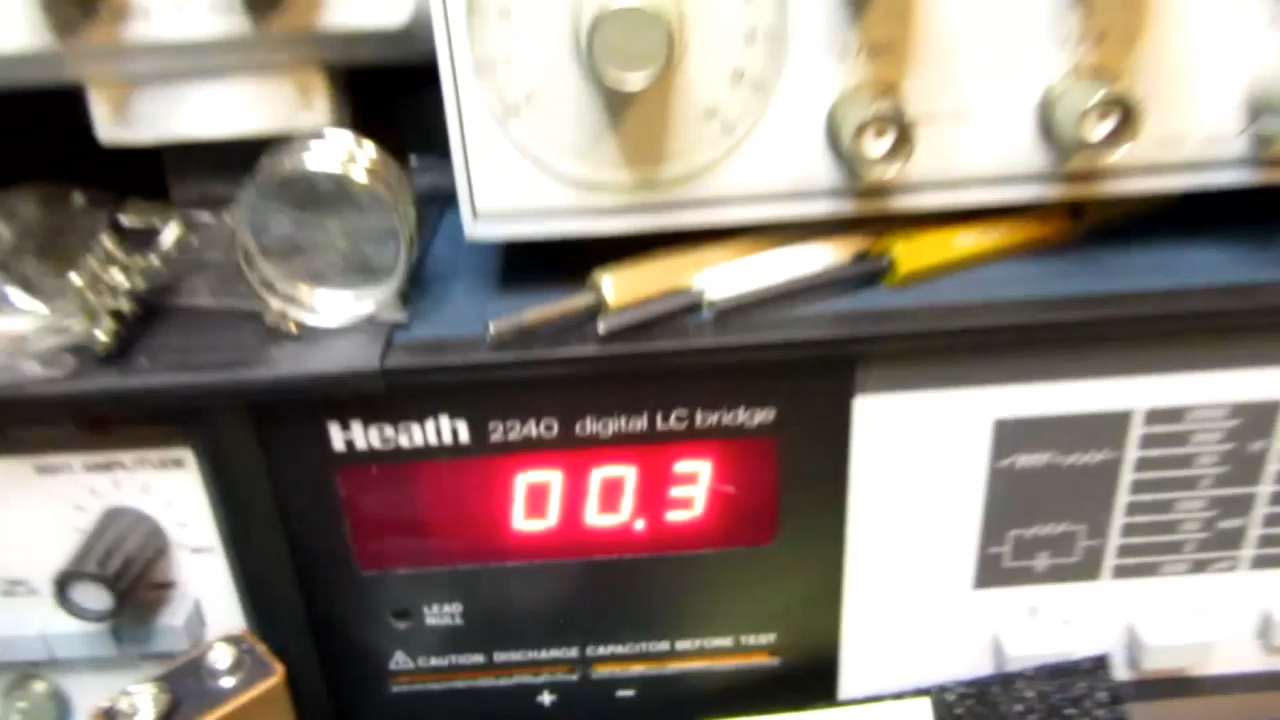 Heath 2240 digital LC bridge
00.3
LEAD
NULL
⚠ CAUTION: DISCHARGE CAPACITOR BEFORE TEST
+ −